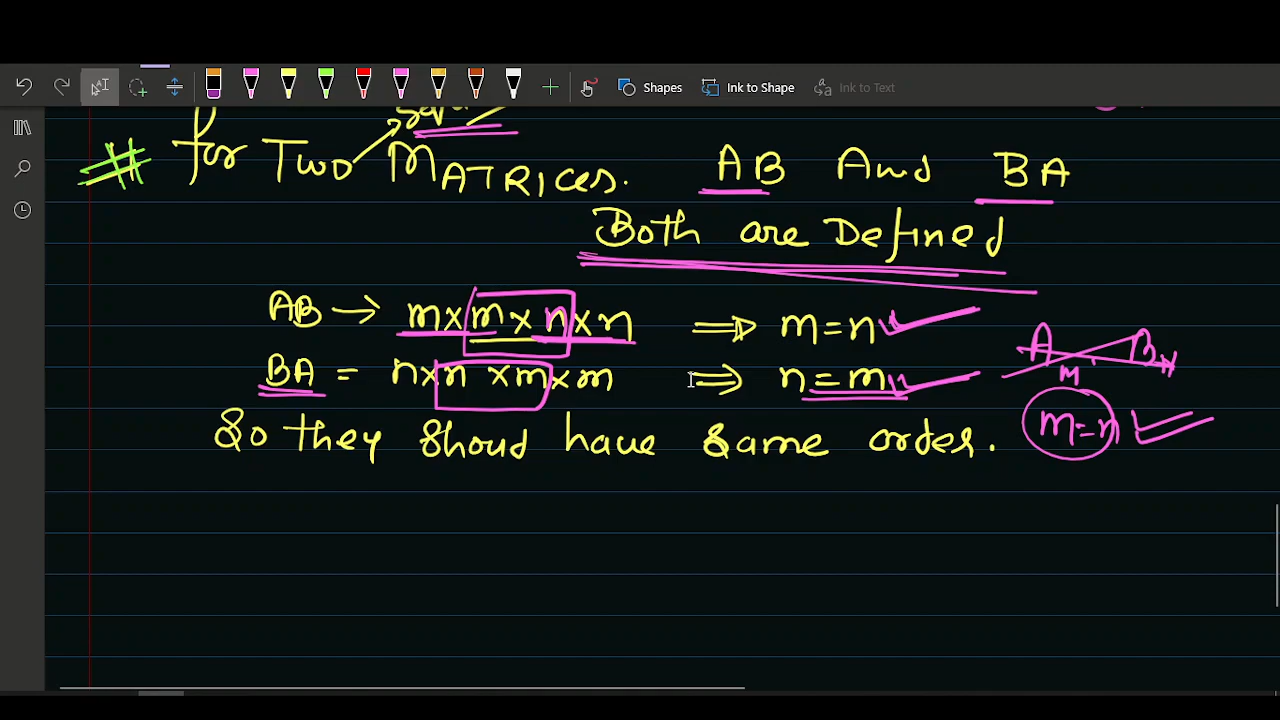 Shapes Ink to Shape Ink to Text
# for Two MATRICES. AB And BA
Both are Defined
AB → m×m × n×n ⇒ m=n
BA = n×n ×m×m ⇒ n=m
A B
M
m=n
So they shoud have same order.